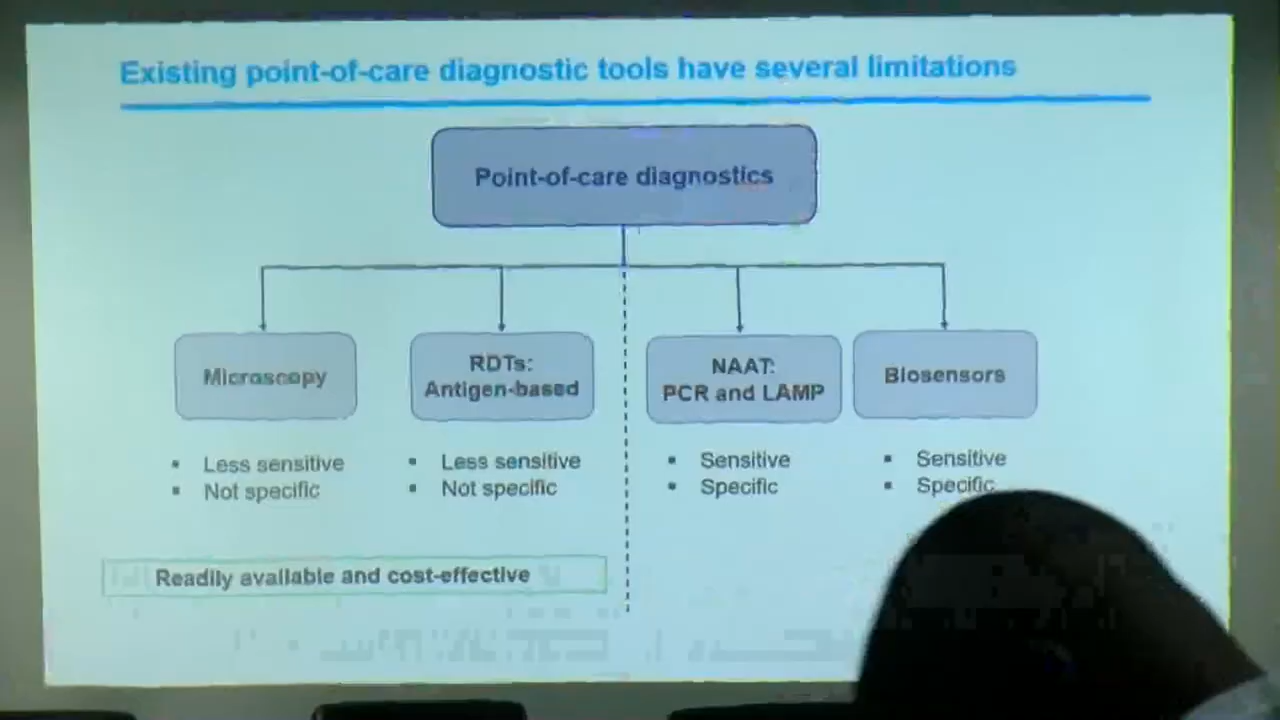 Existing point-of-care diagnostic tools have several limitations
Point-of-care diagnostics
Microscopy
RDTs:
Antigen-based
NAAT:
PCR and LAMP
Biosensors
▪ Less sensitive
▪ Not specific
▪ Less sensitive
▪ Not specific
▪ Sensitive
▪ Specific
▪ Sensitive
▪ Specific
Readily available and cost-effective